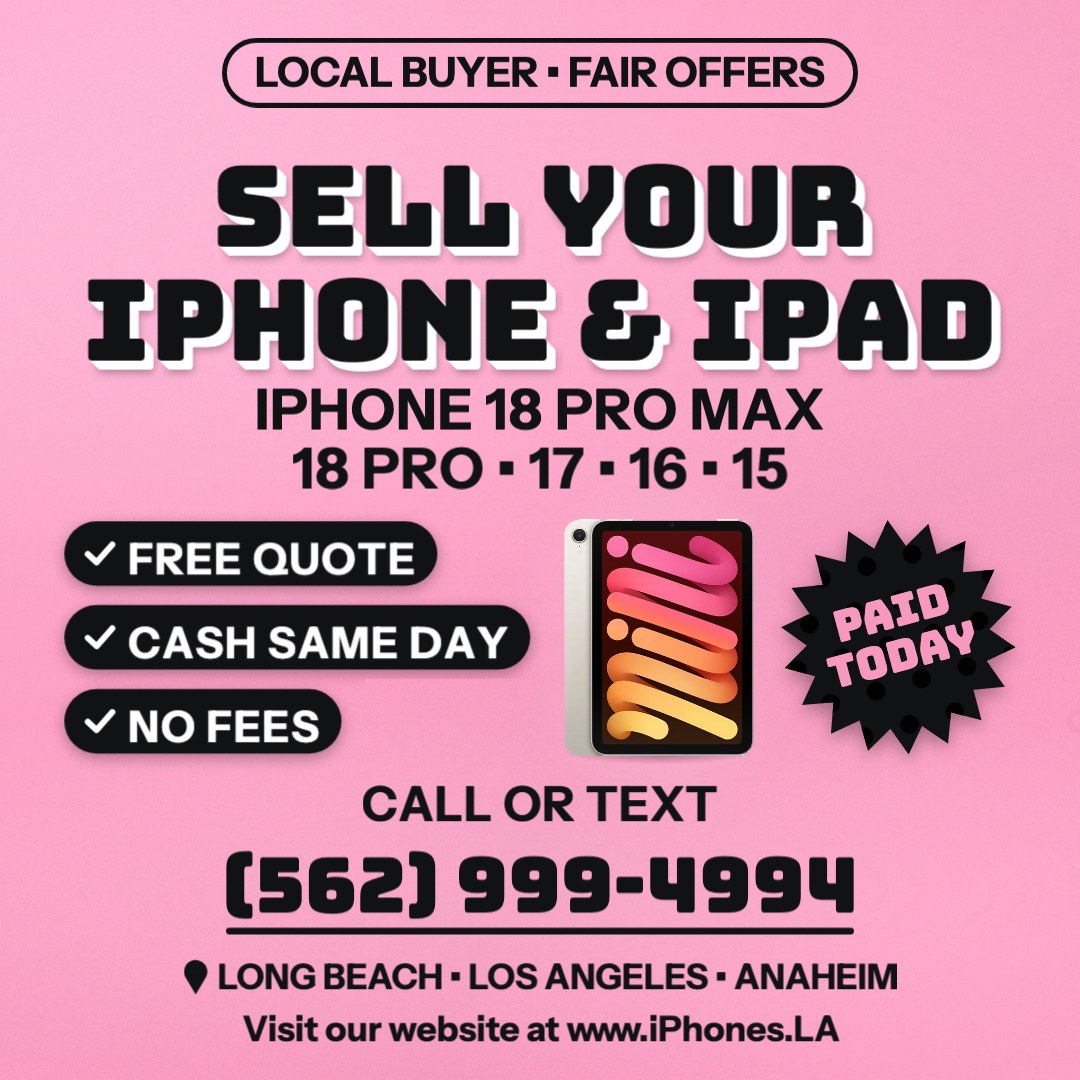 LOCAL BUYER ▪ FAIR OFFERS
SELL YOUR
IPHONE & IPAD
IPHONE 18 PRO MAX
18 PRO ▪ 17 ▪ 16 ▪ 15
✓ FREE QUOTE
✓ CASH SAME DAY
✓ NO FEES
PAID
TODAY
CALL OR TEXT
(562) 999-4994
LONG BEACH ▪ LOS ANGELES ▪ ANAHEIM
Visit our website at www.iPhones.LA